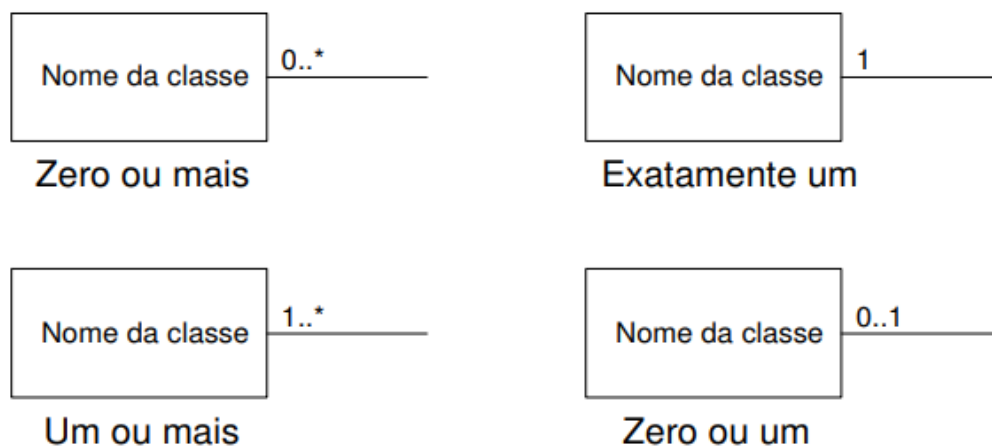 Nome da classe 0..*
Zero ou mais
Nome da classe 1
Exatamente um
Nome da classe 1..*
Um ou mais
Nome da classe 0..1
Zero ou um